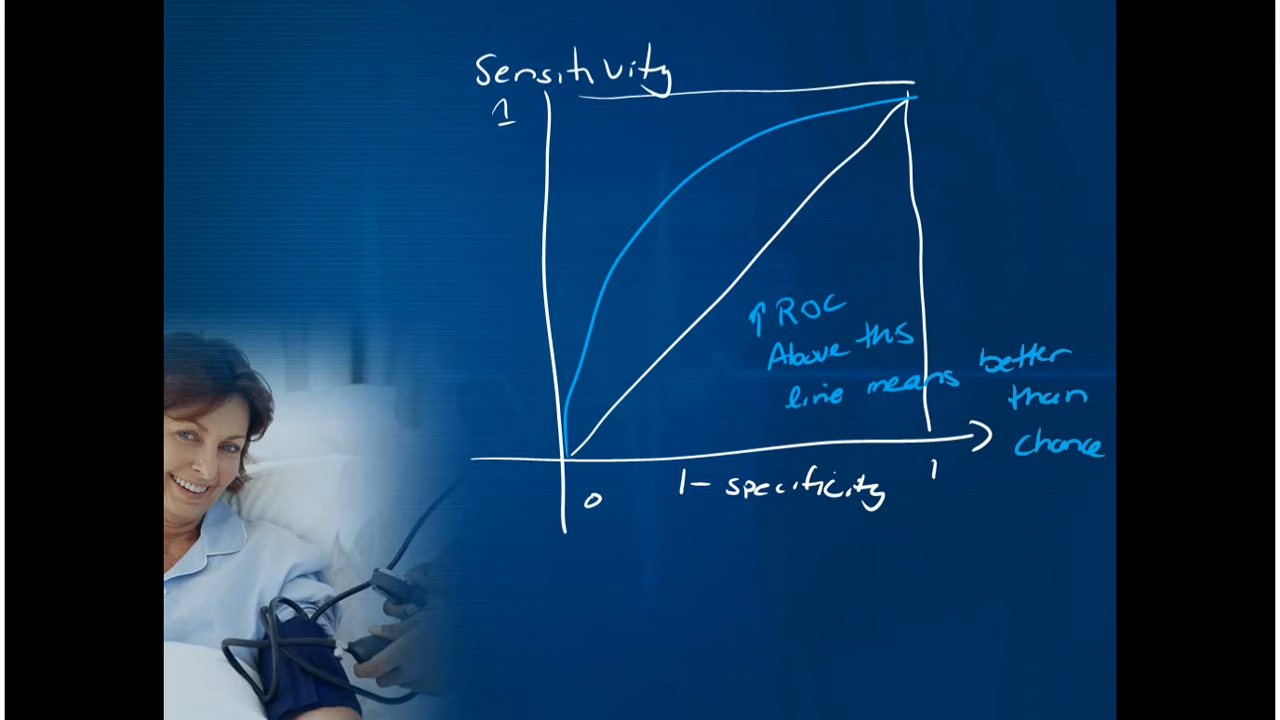 Sensitivity
1
↑ ROC
Above this
line means better
than
chance
0
1 - specificity
1